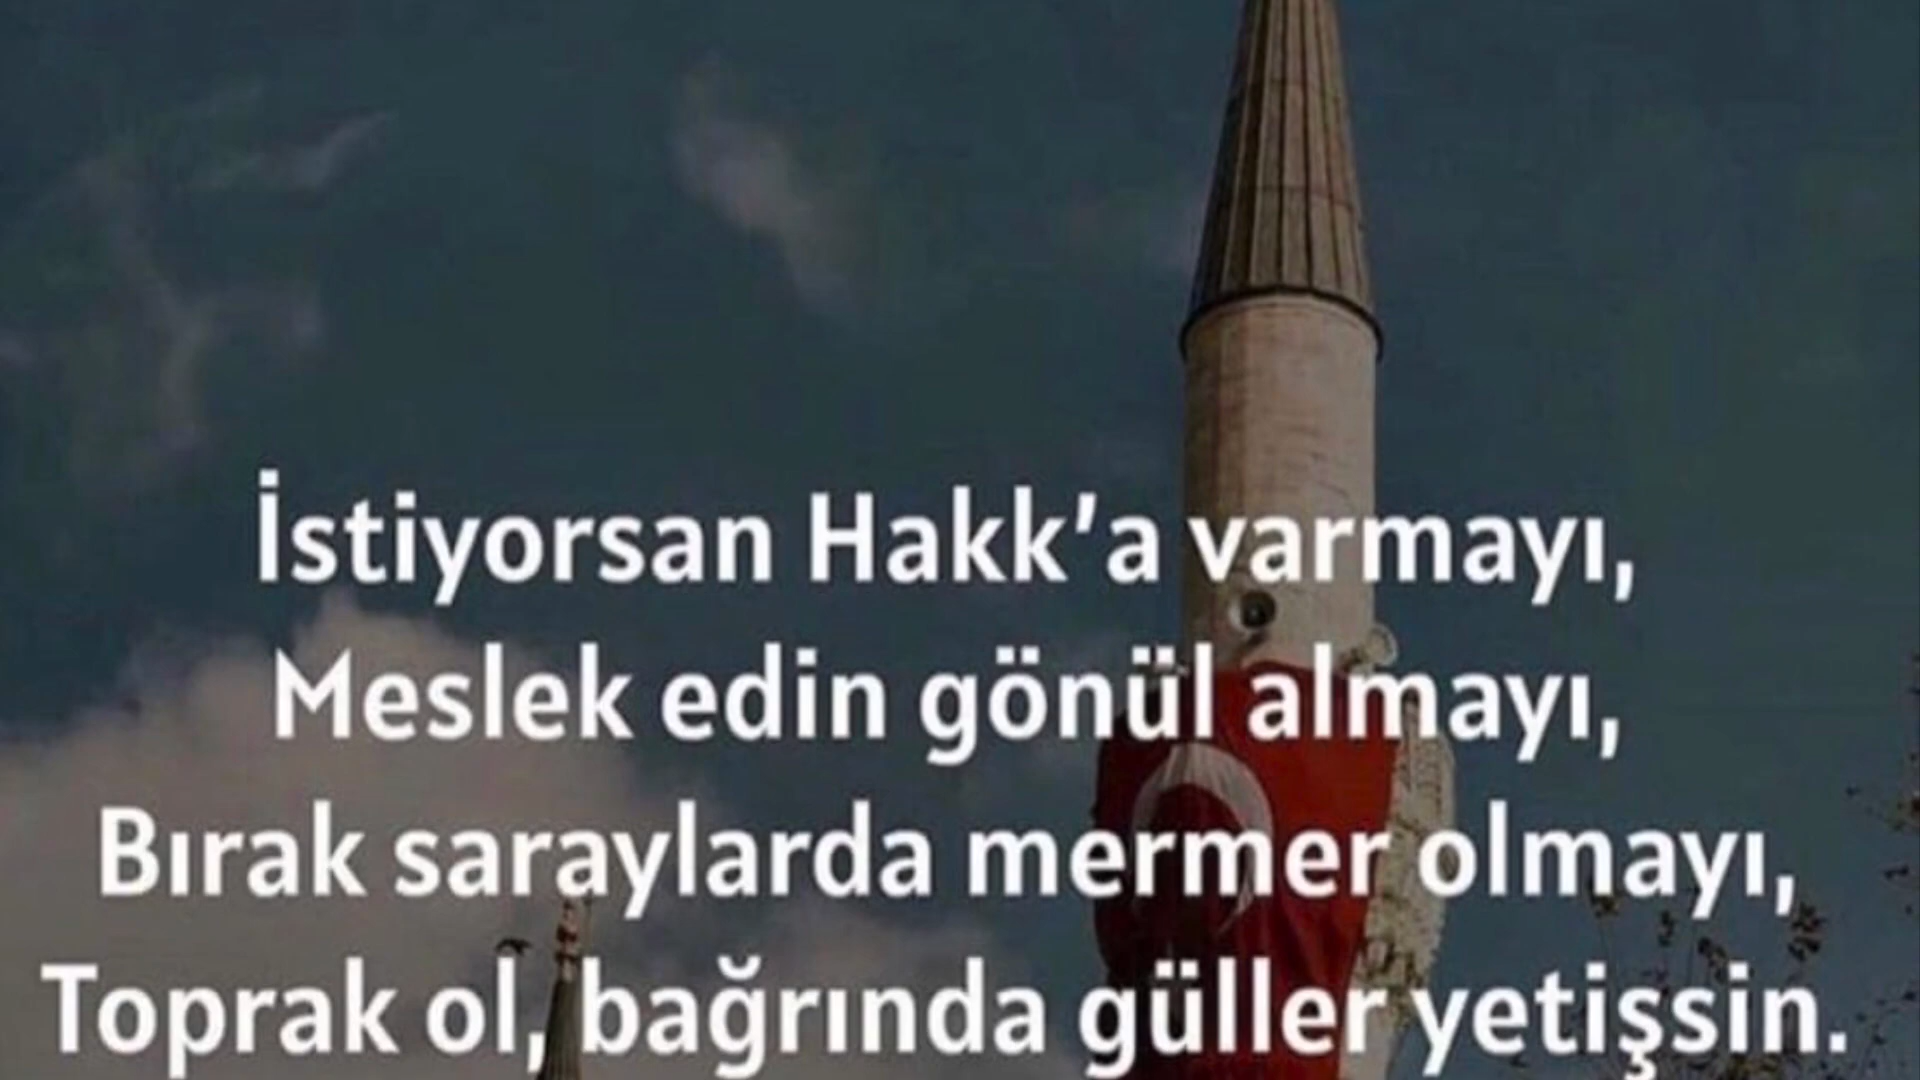 İstiyorsan Hakk’a varmayı,
Meslek edin gönül almayı,
Bırak saraylarda mermer olmayı,
Toprak ol, bağrında güller yetişsin.